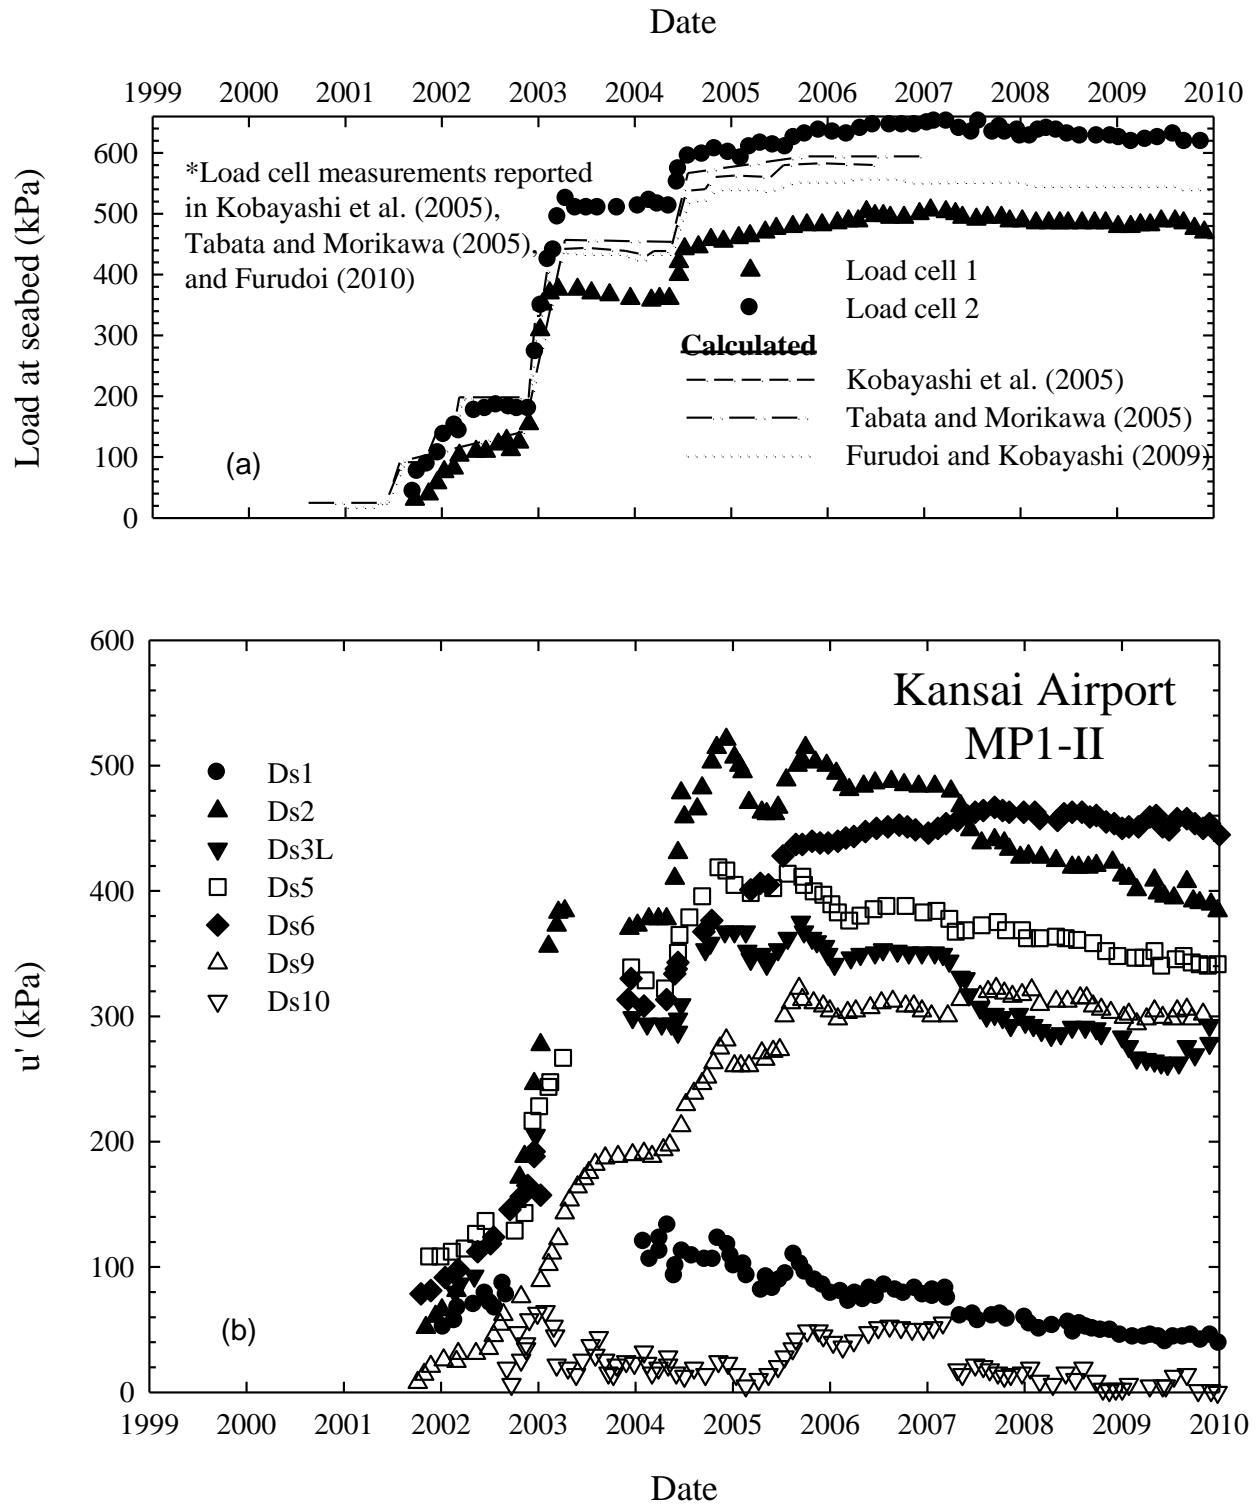 Date
1999 2000 2001 2002 2003 2004 2005 2006 2007 2008 2009 2010
Load at seabed (kPa)
600
500
400
300
200
100
0
*Load cell measurements reported
in Kobayashi et al. (2005),
Tabata and Morikawa (2005),
and Furudoi (2010)
(a)
Load cell 1
Load cell 2
Calculated
Kobayashi et al. (2005)
Tabata and Morikawa (2005)
Furudoi and Kobayashi (2009)
u' (kPa)
600
500
400
300
200
100
0
Kansai Airport
MP1-II
Ds1
Ds2
Ds3L
Ds5
Ds6
Ds9
Ds10
(b)
1999 2000 2001 2002 2003 2004 2005 2006 2007 2008 2009 2010
Date